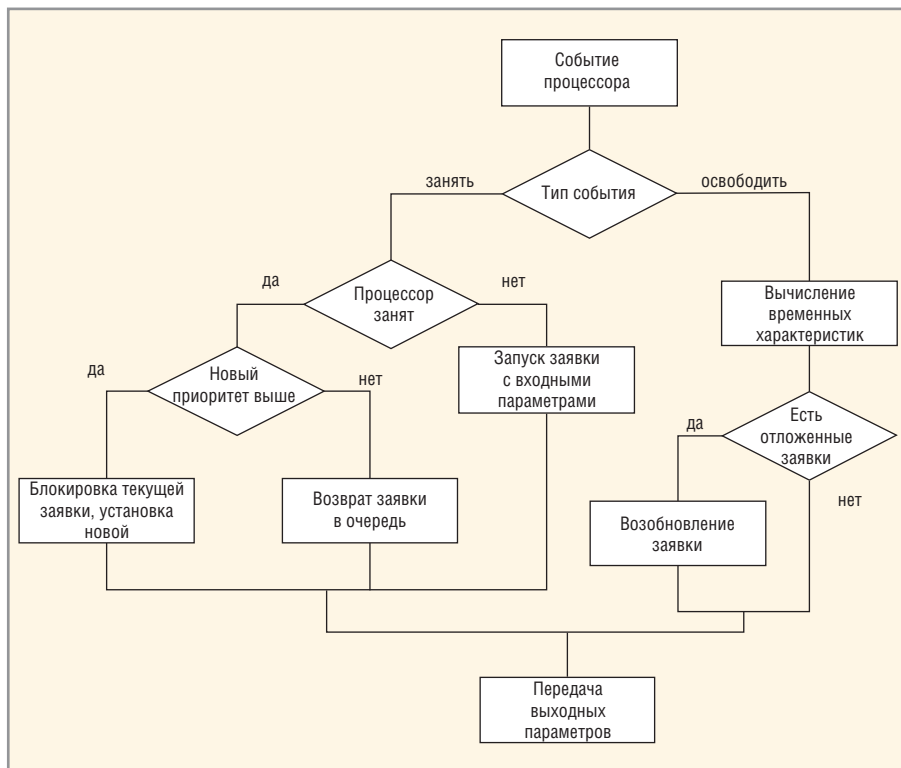 Событие
процессора
Тип события
занять
освободить
Процессор
занят
да
нет
Вычисление
временных
характеристик
Новый
приоритет выше
да
нет
Запуск заявки
с входными
параметрами
Есть
отложенные
заявки
да
нет
Блокировка текущей
заявки, установка
новой
Возврат заявки
в очередь
Возобновление
заявки
Передача
выходных
параметров